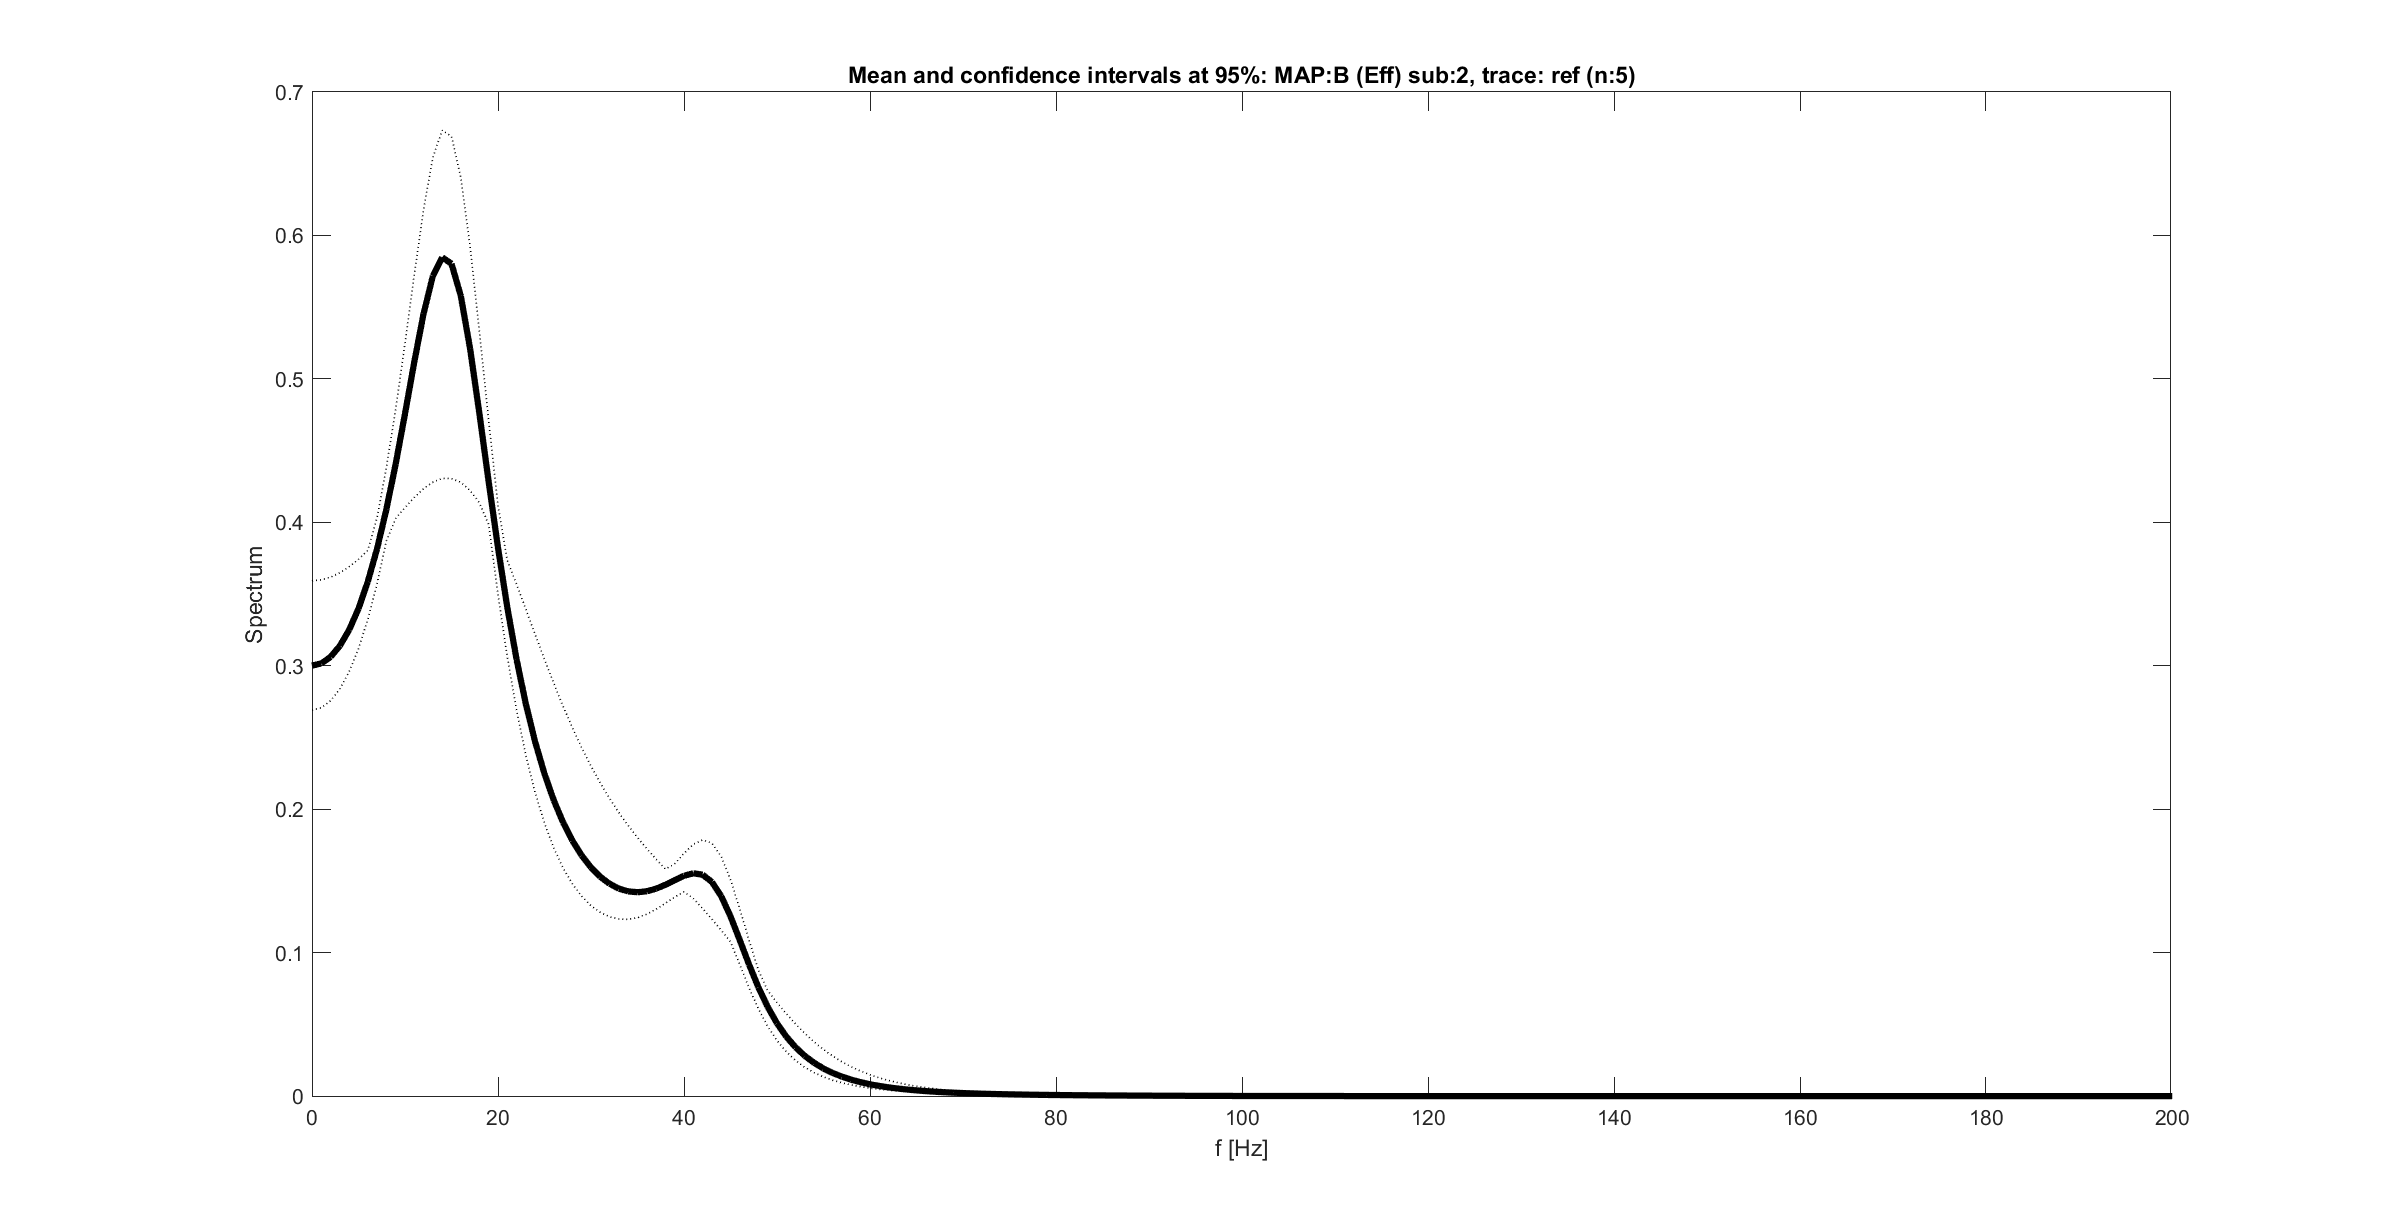 Mean and confidence intervals at 95%: MAP:B (Eff) sub:2, trace: ref (n:5)
0.7
0.6
0.5
0.4
0.3
0.2
0.1
0
Spectrum
0 20 40 60 80 100 120 140 160 180 200
f [Hz]